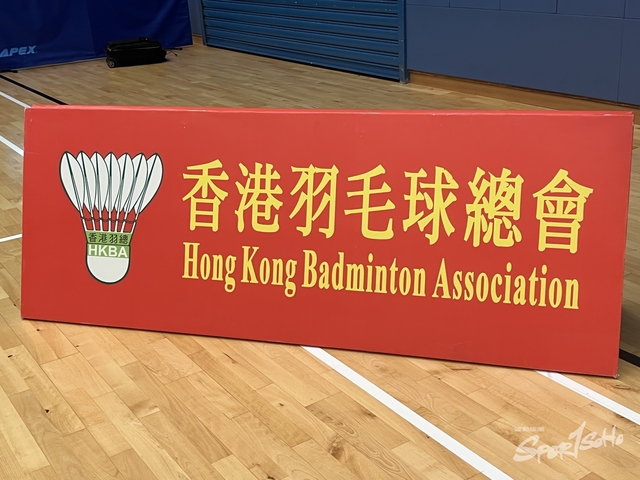 APEX
香港羽毛球總會
Hong Kong Badminton Association
香港羽總
HKBA
SPORTSOHO